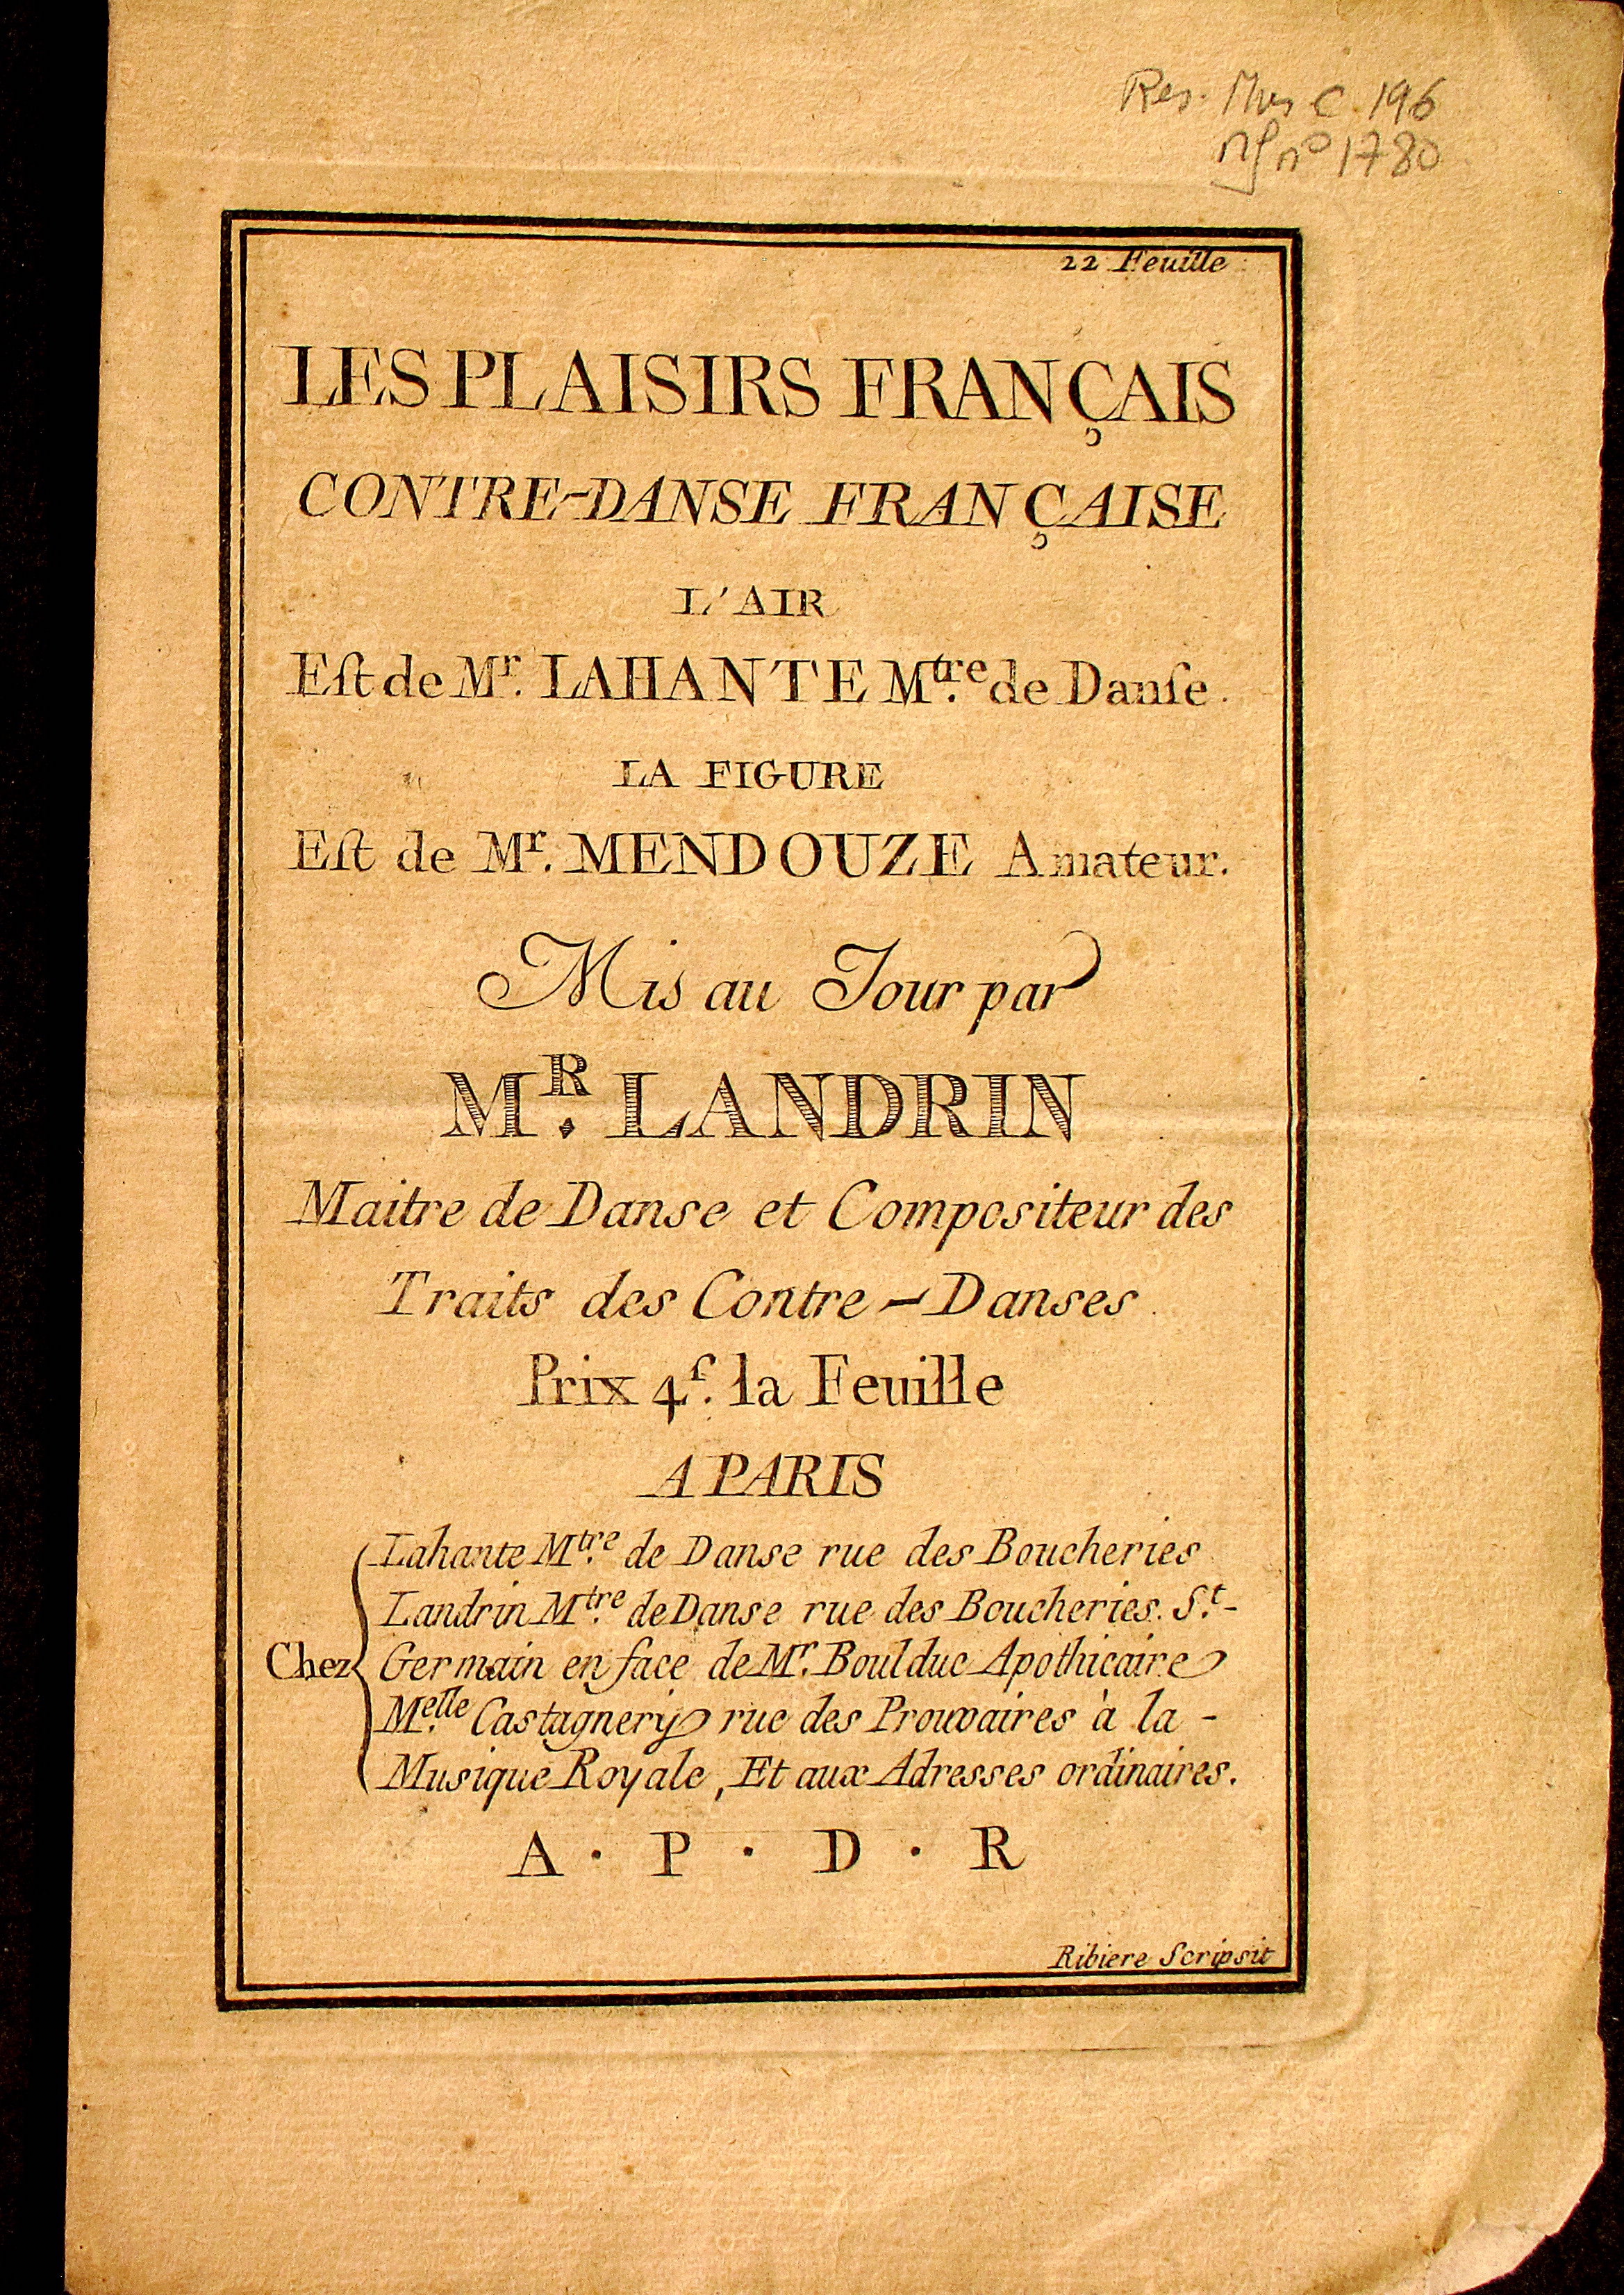 Res. Mus C. 196
nf n° 1780
22 Feuille
LES PLAISIRS FRANÇAIS
CONTRE-DANSE FRANÇAISE
L'AIR
Eſt de Mr. LAHANTE Mtre. de Danſe.
LA FIGURE
Eſt de Mr. MENDOUZE Amateur.
Mis au Jour par
MR. LANDRIN
Maitre de Danse et Compositeur des
Traits des Contre-Danses
Prix 4ſ. la Feuille
A PARIS
Lahante Mtre. de Danse rue des Boucheries
Landrin Mtre. de Danse rue des Boucheries. St.-
Chez Germain en face de Mr. Boulduc Apothicaire
Melle. Castagnery rue des Prouvaires à la -
Musique Royale, Et aux Adresses ordinaires.
A · P · D · R
Ribiere Scripsit